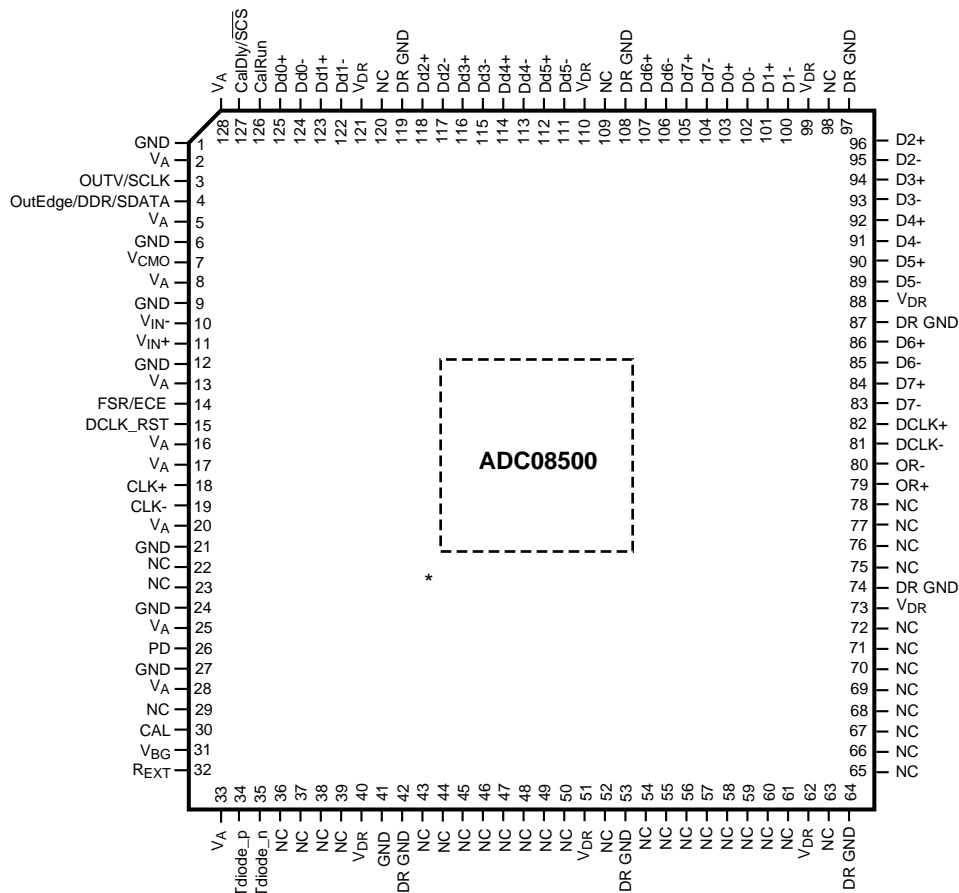 VA
CalDly/SCS
CalRun
Dd0+
Dd0-
Dd1+
Dd1-
VDR
NC
DR GND
Dd2+
Dd2-
Dd3+
Dd3-
Dd4+
Dd4-
Dd5+
Dd5-
VDR
NC
DR GND
Dd6+
Dd6-
Dd7+
Dd7-
D0+
D0-
D1+
D1-
VDR
NC
DR GND
128 127 126 125 124 123 122 121 120 119 118 117 116 115 114 113 112 111 110 109 108 107 106 105 104 103 102 101 100 99 98 97
GND 1
VA 2
OUTV/SCLK 3
OutEdge/DDR/SDATA 4
VA 5
GND 6
VCMO 7
VA 8
GND 9
VIN- 10
VIN+ 11
GND 12
VA 13
FSR/ECE 14
DCLK_RST 15
VA 16
VA 17
CLK+ 18
CLK- 19
VA 20
GND 21
NC 22
NC 23
GND 24
VA 25
PD 26
GND 27
VA 28
NC 29
CAL 30
VBG 31
REXT 32
ADC08500
*
96 D2+
95 D2-
94 D3+
93 D3-
92 D4+
91 D4-
90 D5+
89 D5-
88 VDR
87 DR GND
86 D6+
85 D6-
84 D7+
83 D7-
82 DCLK+
81 DCLK-
80 OR-
79 OR+
78 NC
77 NC
76 NC
75 NC
74 DR GND
73 VDR
72 NC
71 NC
70 NC
69 NC
68 NC
67 NC
66 NC
65 NC
33 34 35 36 37 38 39 40 41 42 43 44 45 46 47 48 49 50 51 52 53 54 55 56 57 58 59 60 61 62 63 64
VA
Tdiode_p
Tdiode_n
NC
NC
NC
NC
VDR
GND
DR GND
NC
NC
NC
NC
NC
NC
NC
NC
VDR
NC
DR GND
NC
NC
NC
NC
NC
NC
NC
NC
VDR
NC
DR GND